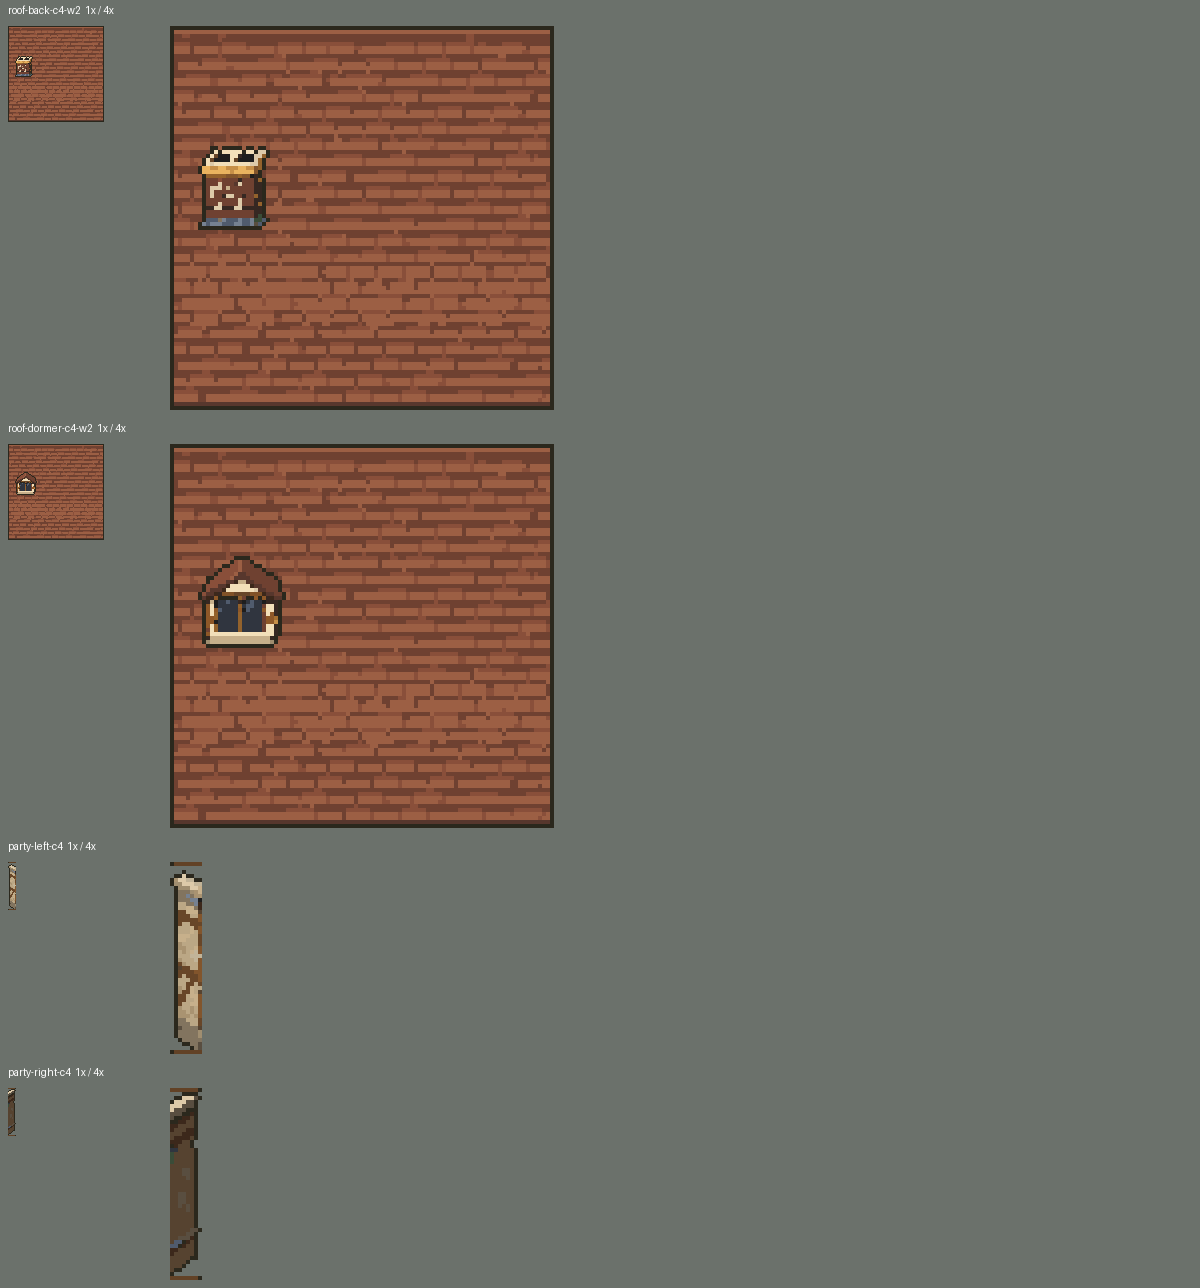 roof-back-c4-w2 1x / 4x
roof-dormer-c4-w2 1x / 4x
party-left-c4 1x / 4x
party-right-c4 1x / 4x